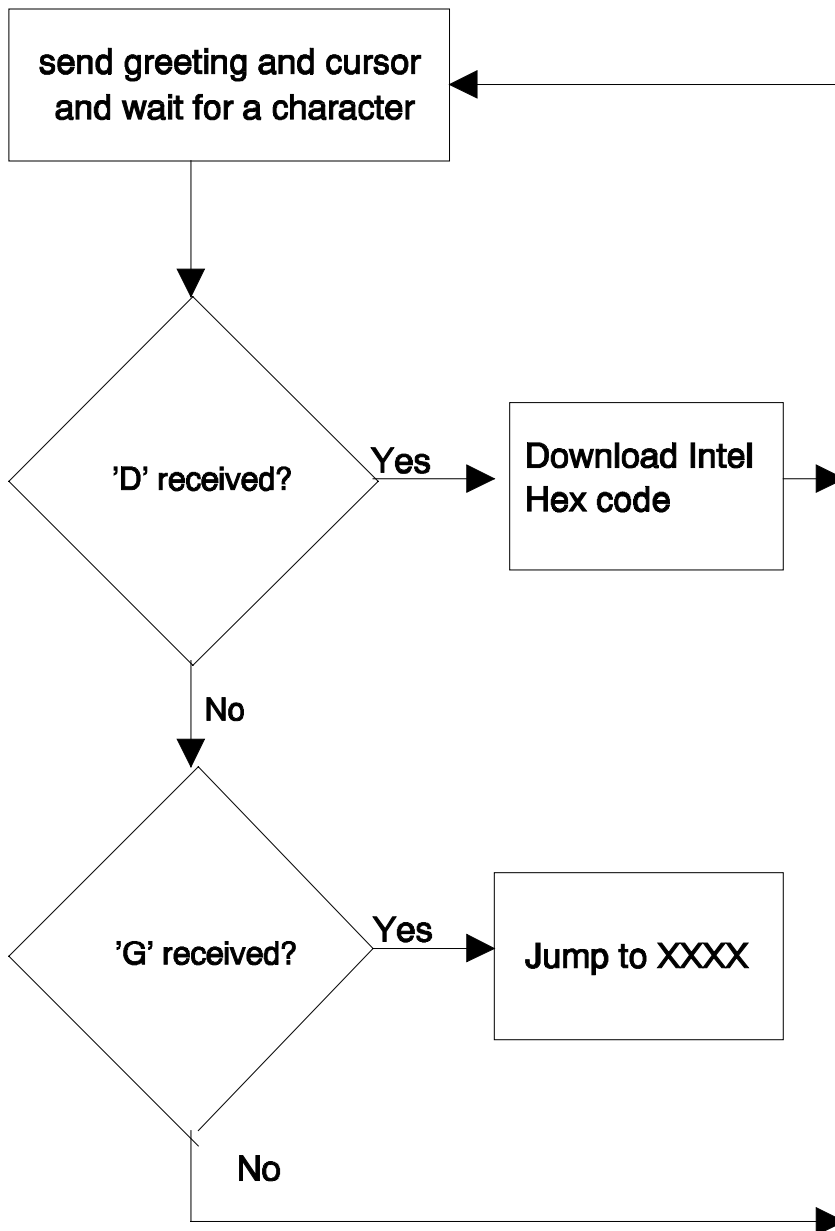 send greeting and cursor
and wait for a character
'D' received?
Yes
Download Intel
Hex code
No
'G' received?
Yes
Jump to XXXX
No